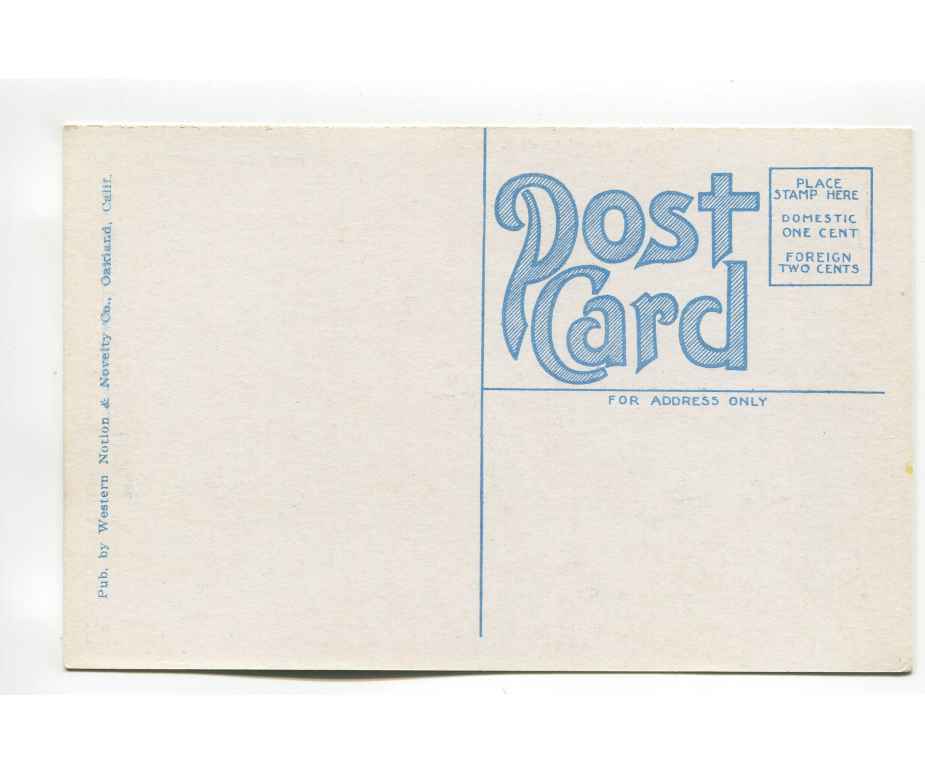 Pub. by Western Notion & Novelty Co., Oakland, Calif.
Post
Card
PLACE
STAMP HERE
DOMESTIC
ONE CENT
FOREIGN
TWO CENTS
FOR ADDRESS ONLY